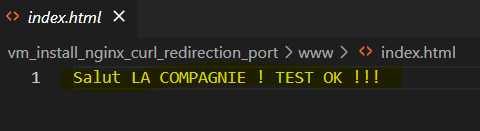 <> index.html
vm_install_nginx_curl_redirection_port > www > <> index.html
1 Salut LA COMPAGNIE ! TEST OK !!!